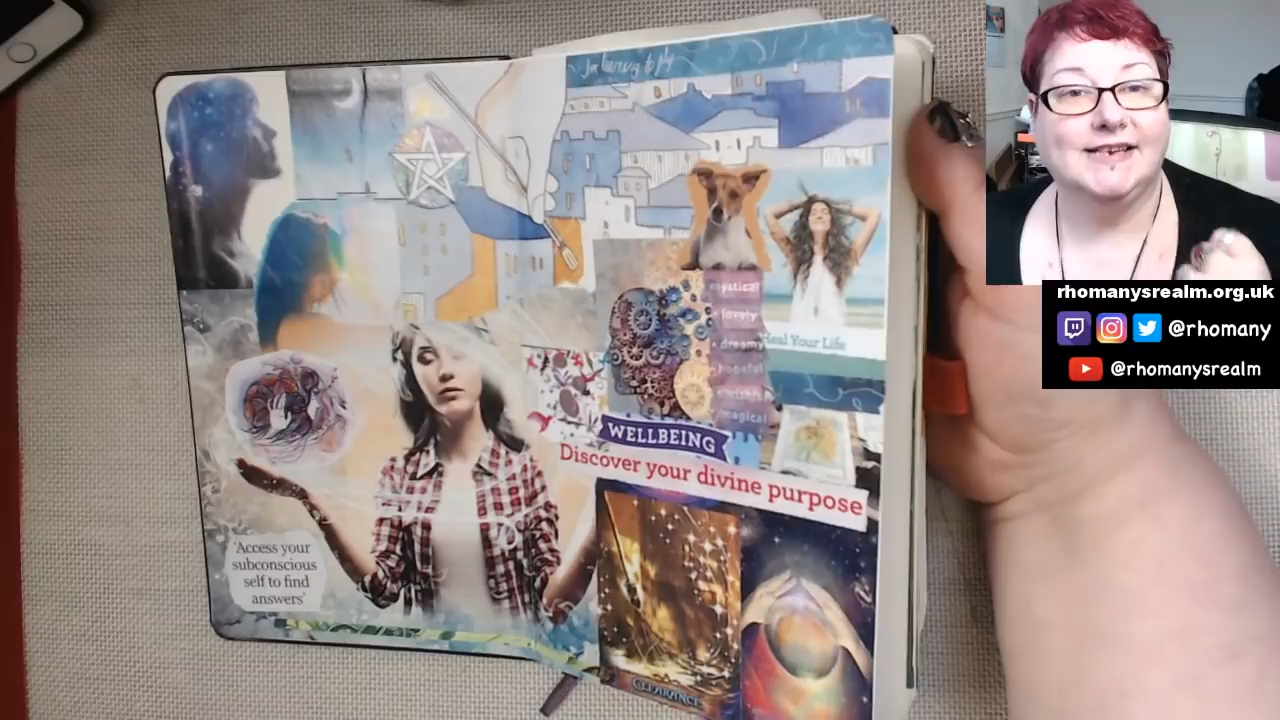 mystical
• lovely
• dreamy
• hopeful
magical
Heal Your Life
WELLBEING
Discover your divine purpose
'Access your
subconscious
self to find
answers'
CLEARANCE
rhomanysrealm.org.uk
@rhomany
@rhomanysrealm